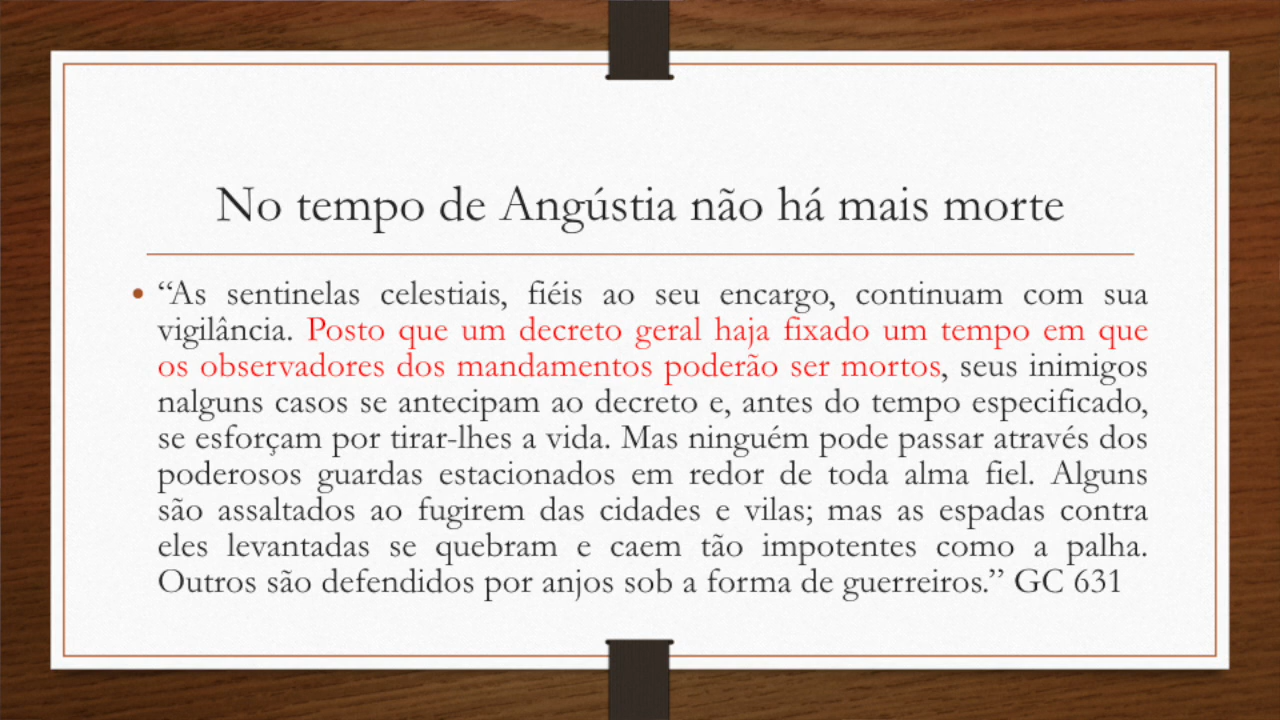 No tempo de Angústia não há mais morte
• “As sentinelas celestiais, fiéis ao seu encargo, continuam com sua
vigilância. Posto que um decreto geral haja fixado um tempo em que
os observadores dos mandamentos poderão ser mortos, seus inimigos
nalguns casos se antecipam ao decreto e, antes do tempo especificado,
se esforçam por tirar-lhes a vida. Mas ninguém pode passar através dos
poderosos guardas estacionados em redor de toda alma fiel. Alguns
são assaltados ao fugirem das cidades e vilas; mas as espadas contra
eles levantadas se quebram e caem tão impotentes como a palha.
Outros são defendidos por anjos sob a forma de guerreiros.” GC 631